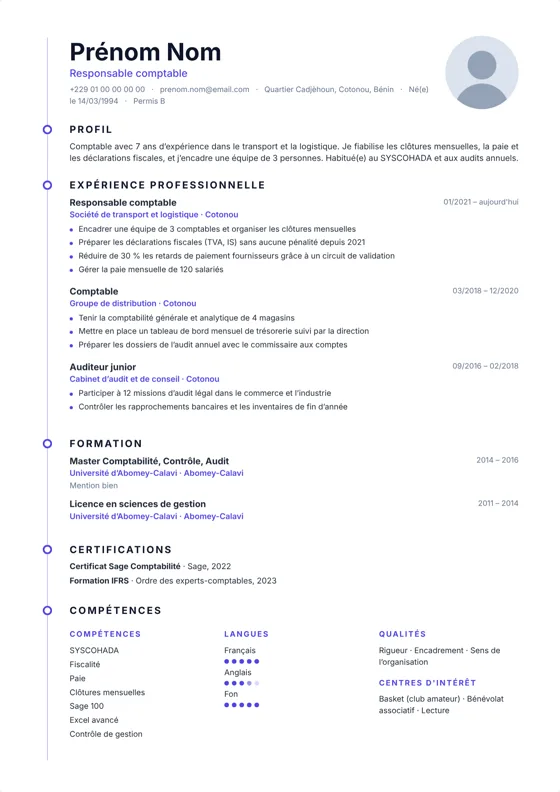 Prénom Nom
Responsable comptable
+229 01 00 00 00 00 · prenom.nom@email.com · Quartier Cadjèhoun, Cotonou, Bénin · Né(e)
le 14/03/1994 · Permis B
PROFIL
Comptable avec 7 ans d’expérience dans le transport et la logistique. Je fiabilise les clôtures mensuelles, la paie et
les déclarations fiscales, et j’encadre une équipe de 3 personnes. Habitué(e) au SYSCOHADA et aux audits annuels.
EXPÉRIENCE PROFESSIONNELLE
Responsable comptable 01/2021 – aujourd’hui
Société de transport et logistique · Cotonou
• Encadrer une équipe de 3 comptables et organiser les clôtures mensuelles
• Préparer les déclarations fiscales (TVA, IS) sans aucune pénalité depuis 2021
• Réduire de 30 % les retards de paiement fournisseurs grâce à un circuit de validation
• Gérer la paie mensuelle de 120 salariés
Comptable 03/2018 – 12/2020
Groupe de distribution · Cotonou
• Tenir la comptabilité générale et analytique de 4 magasins
• Mettre en place un tableau de bord mensuel de trésorerie suivi par la direction
• Préparer les dossiers de l’audit annuel avec le commissaire aux comptes
Auditeur junior 09/2016 – 02/2018
Cabinet d’audit et de conseil · Cotonou
• Participer à 12 missions d’audit légal dans le commerce et l’industrie
• Contrôler les rapprochements bancaires et les inventaires de fin d’année
FORMATION
Master Comptabilité, Contrôle, Audit 2014 – 2016
Université d’Abomey-Calavi · Abomey-Calavi
Mention bien
Licence en sciences de gestion 2011 – 2014
Université d’Abomey-Calavi · Abomey-Calavi
CERTIFICATIONS
Certificat Sage Comptabilité · Sage, 2022
Formation IFRS · Ordre des experts-comptables, 2023
COMPÉTENCES
COMPÉTENCES
SYSCOHADA
Fiscalité
Paie
Clôtures mensuelles
Sage 100
Excel avancé
Contrôle de gestion
LANGUES
Français
Anglais
Fon
QUALITÉS
Rigueur · Encadrement · Sens de
l’organisation
CENTRES D’INTÉRÊT
Basket (club amateur) · Bénévolat
associatif · Lecture